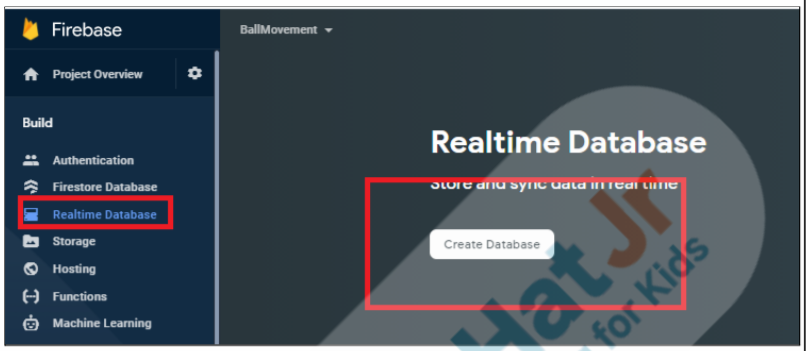 Firebase
BallMovement
Project Overview
Build
Authentication
Firestore Database
Realtime Database
Storage
Hosting
Functions
Machine Learning
Realtime Database
Store and sync data in real time
Create Database
Hat Jr
for Kids